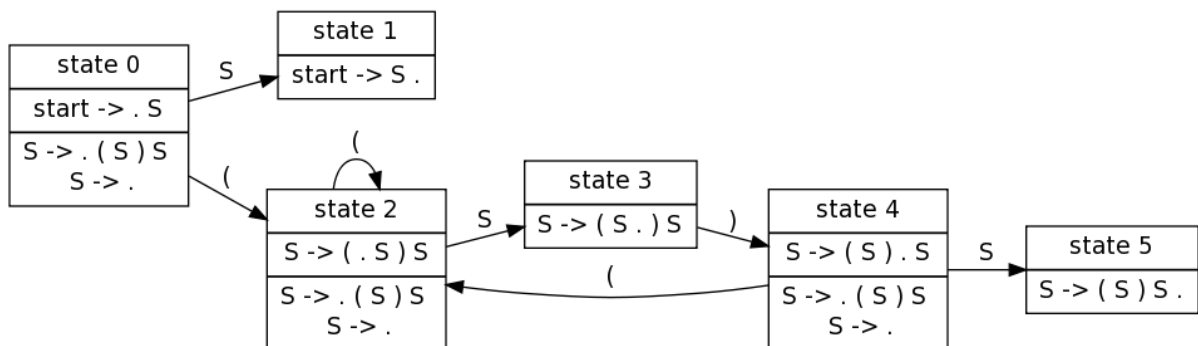 state 0
start -> . S
S -> . ( S ) S
S -> .
S
(
state 1
start -> S .
(
state 2
S -> ( . S ) S
S -> . ( S ) S
S -> .
S
state 3
S -> ( S . ) S
)
(
state 4
S -> ( S ) . S
S -> . ( S ) S
S -> .
S
state 5
S -> ( S ) S .